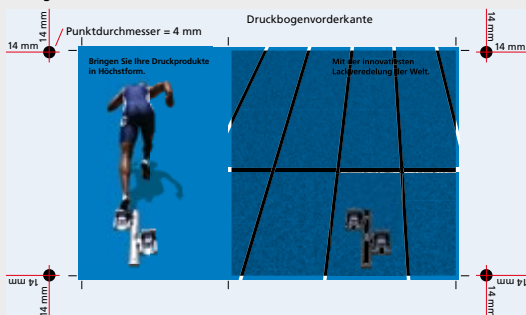 Druckbogenvorderkante
Punktdurchmesser = 4 mm
14 mm
14 mm
14 mm
14 mm
Bringen Sie Ihre Druckprodukte
in Höchstform.
Mit der innovativsten
Lackveredelung der Welt.
14 mm
14 mm
14 mm
14 mm